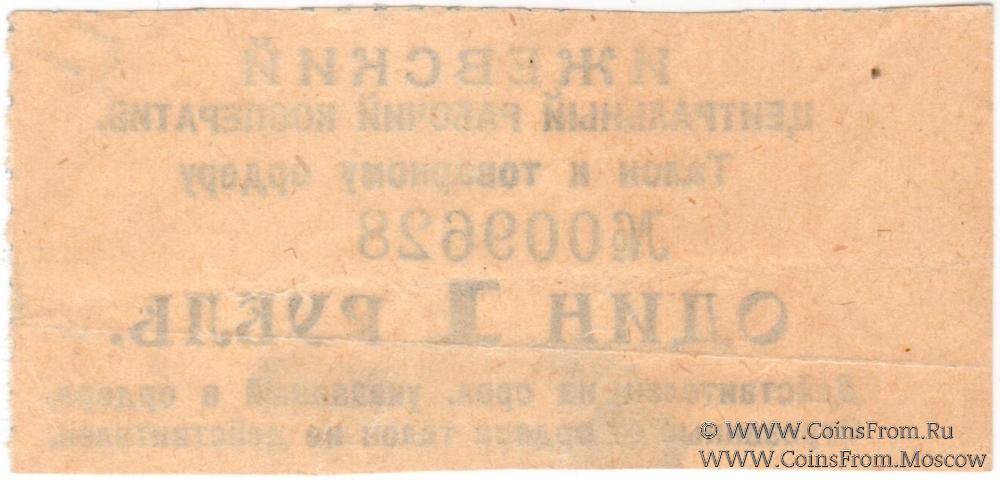 ИЖЕВСКИЙ
ЦЕНТРАЛЬНЫЙ РАБОЧИЙ КООПЕРАТИВ.
Талон к товарному ордеру
№009628
ОДИН 1 РУБЛЬ.
Действителен на срок, указанный в ордере
от ордера талон не действителен.
© WWW.CoinsFrom.Ru
WWW.CoinsFrom.Moscow